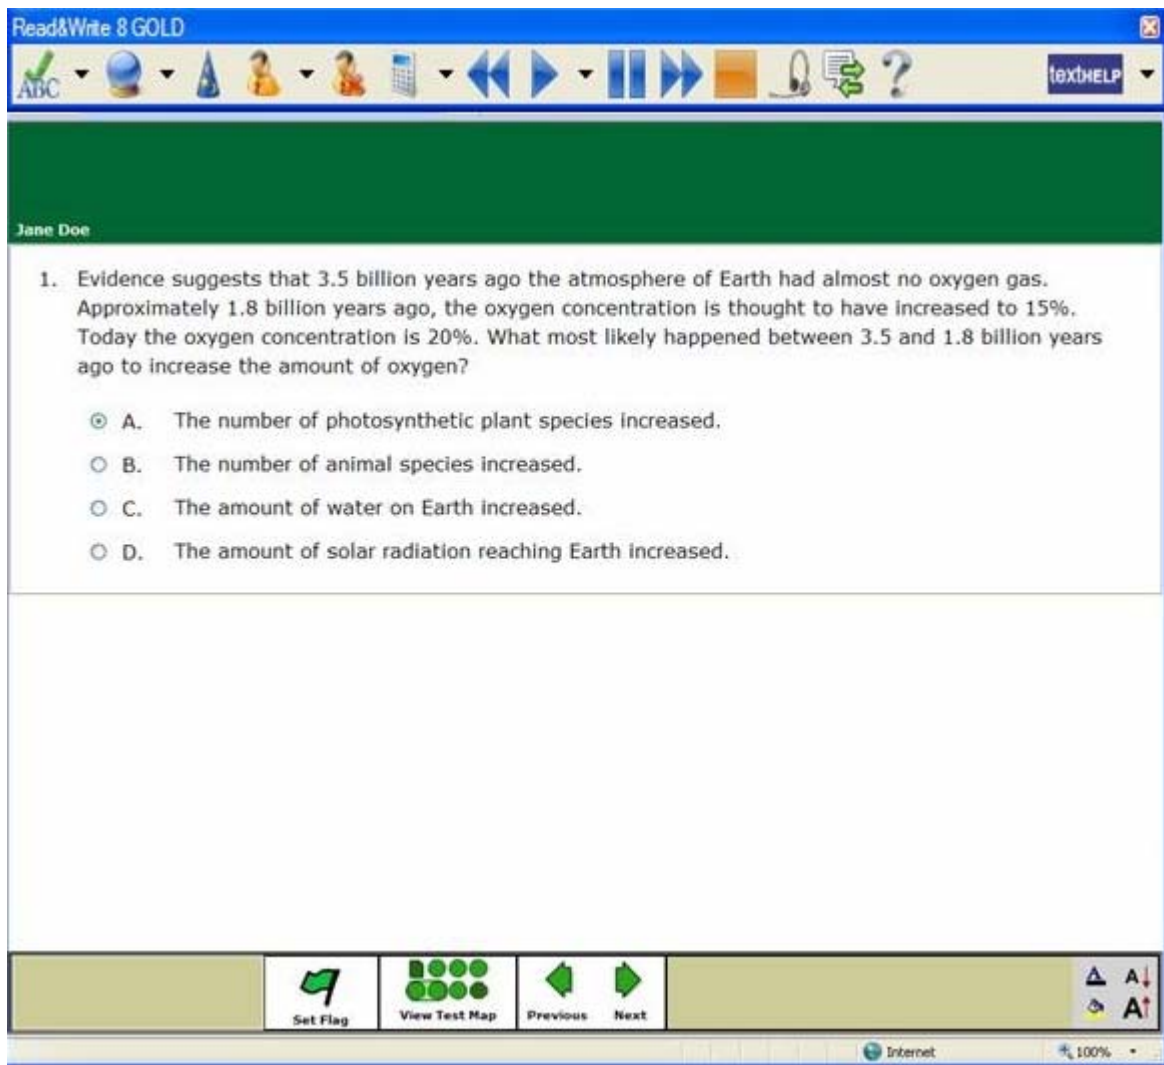 Read&Write 8 GOLD
ABC
textHELP
Jane Doe
1. Evidence suggests that 3.5 billion years ago the atmosphere of Earth had almost no oxygen gas.
Approximately 1.8 billion years ago, the oxygen concentration is thought to have increased to 15%.
Today the oxygen concentration is 20%. What most likely happened between 3.5 and 1.8 billion years
ago to increase the amount of oxygen?
A. The number of photosynthetic plant species increased.
B. The number of animal species increased.
C. The amount of water on Earth increased.
D. The amount of solar radiation reaching Earth increased.
Set Flag
View Test Map
Previous
Next
A A
A
Internet
100%